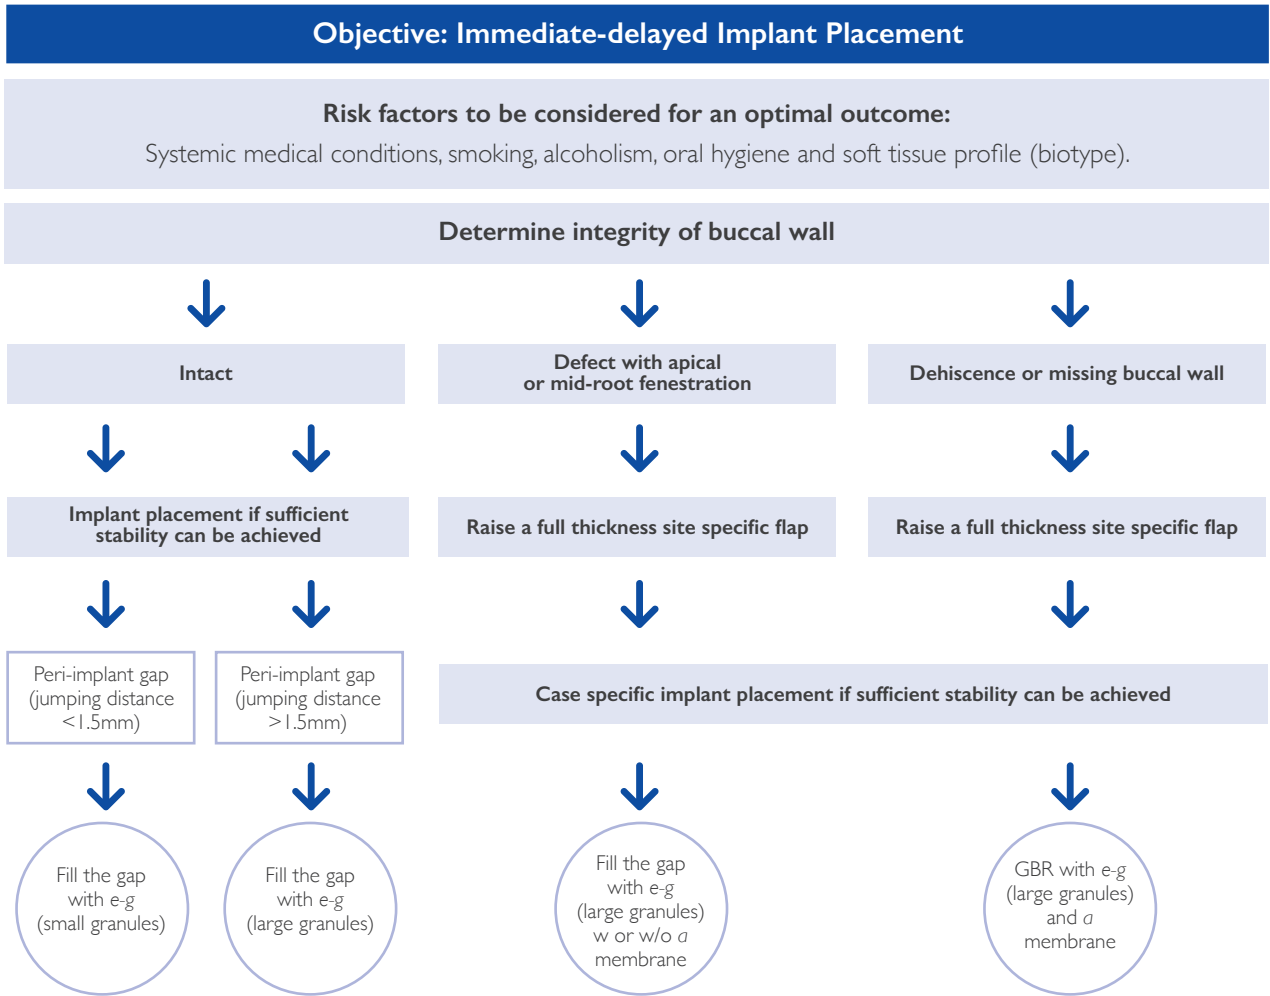 Objective: Immediate-delayed Implant Placement
Risk factors to be considered for an optimal outcome:
Systemic medical conditions, smoking, alcoholism, oral hygiene and soft tissue profile (biotype).
Determine integrity of buccal wall
Intact
Defect with apical
or mid-root fenestration
Dehiscence or missing buccal wall
Implant placement if sufficient
stability can be achieved
Raise a full thickness site specific flap
Raise a full thickness site specific flap
Peri-implant gap
(jumping distance
<1.5mm)
Peri-implant gap
(jumping distance
>1.5mm)
Case specific implant placement if sufficient stability can be achieved
Fill the gap
with e-g
(small granules)
Fill the gap
with e-g
(large granules)
Fill the gap
with e-g
(large granules)
w or w/o a
membrane
GBR with e-g
(large granules)
and a
membrane